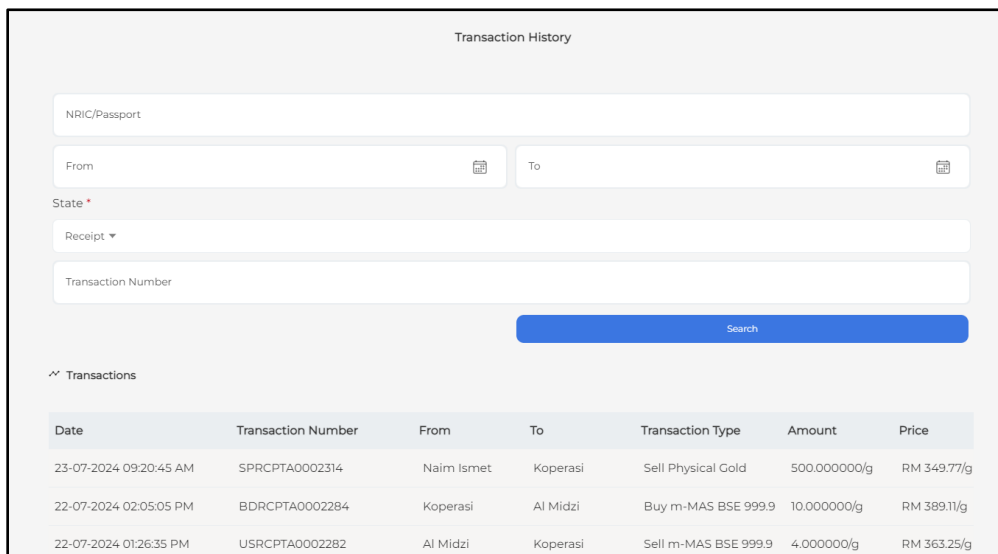 Transaction History
NRIC/Passport
From To
State *
Receipt
Transaction Number
Search
Transactions
Date Transaction Number From To Transaction Type Amount Price
23-07-2024 09:20:45 AM SPRCPTA0002314 Naim Ismet Koperasi Sell Physical Gold 500.000000/g RM 349.77/g
22-07-2024 02:05:05 PM BDRCPTA0002284 Koperasi Al Midzi Buy m-MAS BSE 999.9 10.000000/g RM 389.11/g
22-07-2024 01:26:35 PM USRCPTA0002282 Al Midzi Koperasi Sell m-MAS BSE 999.9 4.000000/g RM 363.25/g